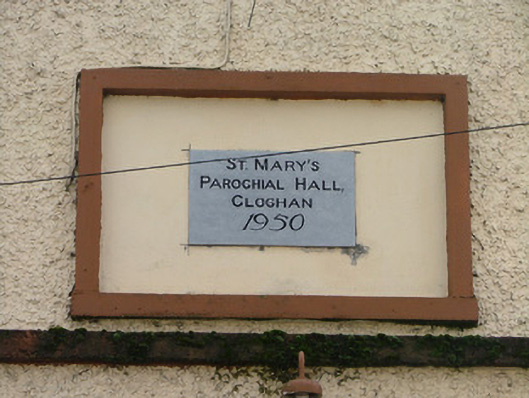 ST. MARY'S
PAROCHIAL HALL,
CLOGHAN
1950